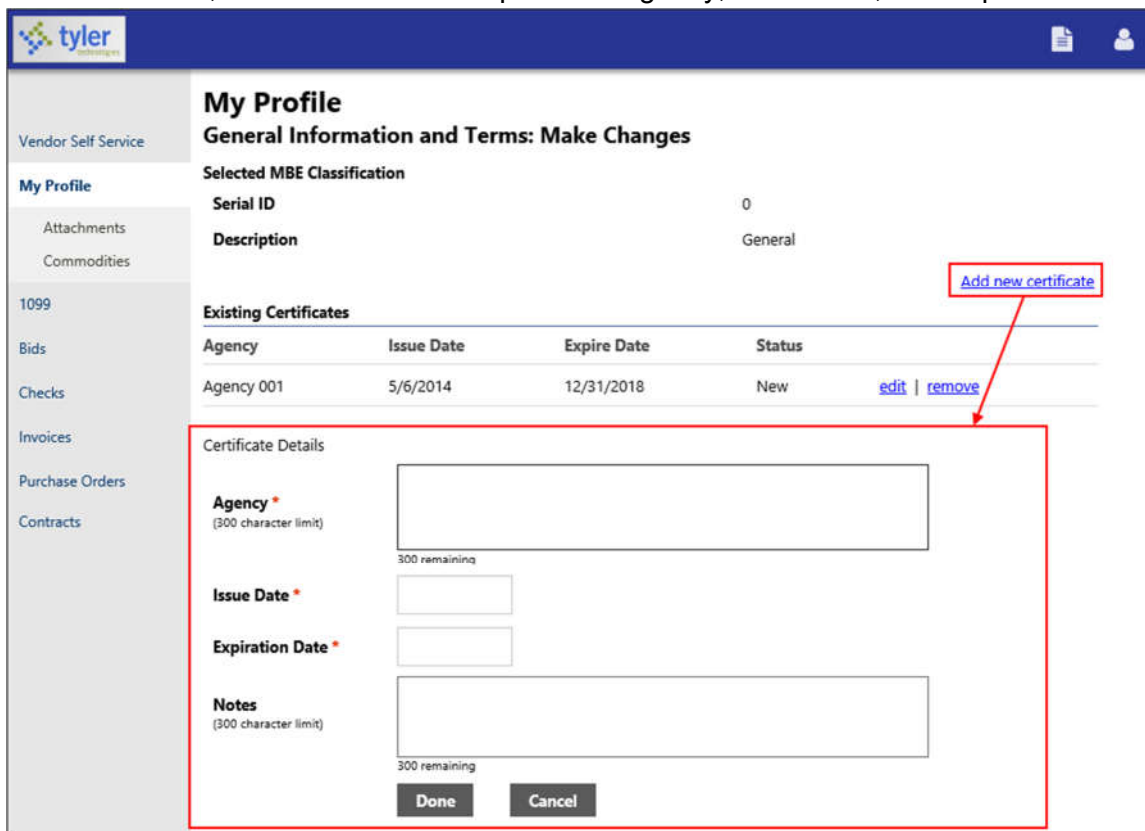 tyler
technologies
My Profile
General Information and Terms: Make Changes
Vendor Self Service
My Profile
Attachments
Commodities
1099
Bids
Checks
Invoices
Purchase Orders
Contracts
Selected MBE Classification
Serial ID 0
Description General
Add new certificate
Existing Certificates
Agency Issue Date Expire Date Status
Agency 001 5/6/2014 12/31/2018 New edit | remove
Certificate Details
Agency *
(300 character limit)
300 remaining
Issue Date *
Expiration Date *
Notes
(300 character limit)
300 remaining
Done Cancel